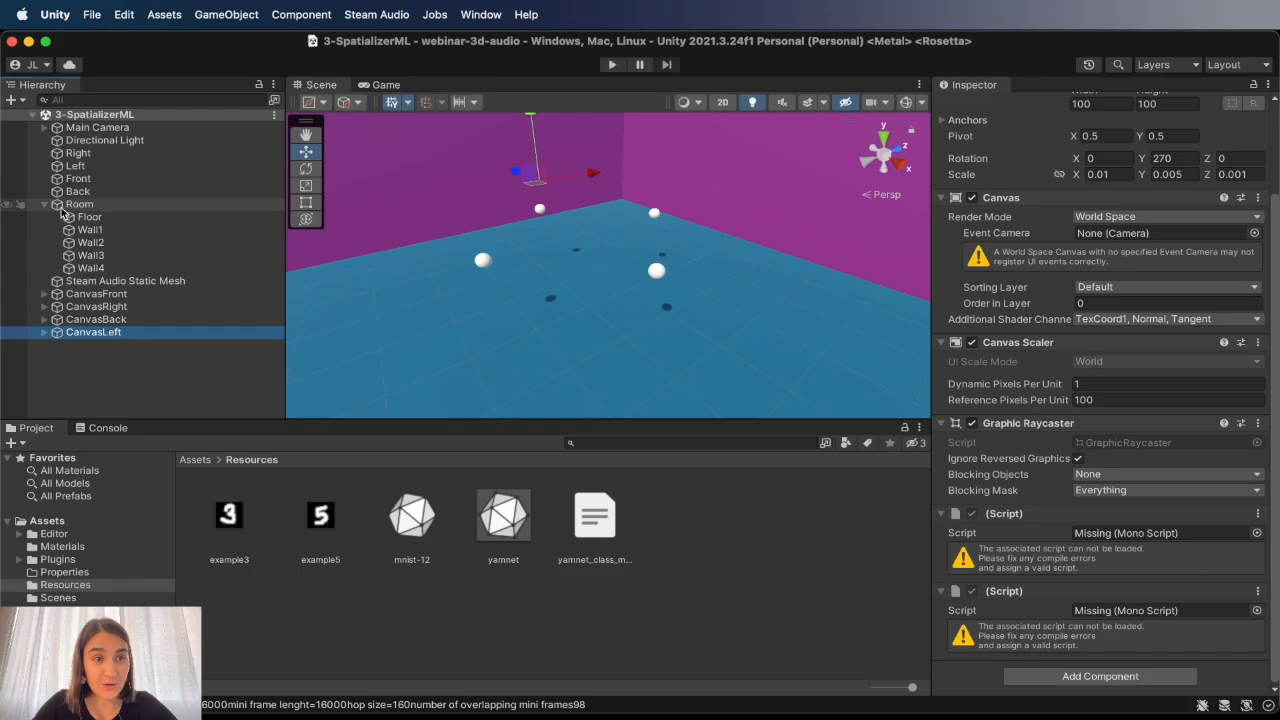 Unity File Edit Assets GameObject Component Steam Audio Jobs Window Help
3-SpatializerML - webinar-3d-audio - Windows, Mac, Linux - Unity 2021.3.24f1 Personal (Personal) <Metal> <Rosetta>
JL Layers Layout
Hierarchy
All
3-SpatializerML
Main Camera
Directional Light
Right
Left
Front
Back
Room
Floor
Wall1
Wall2
Wall3
Wall4
Steam Audio Static Mesh
CanvasFront
CanvasRight
CanvasBack
CanvasLeft
Scene Game
2D
y
z
x
Persp
Inspector
100 100
Anchors
Pivot X 0.5 Y 0.5
Rotation X 0 Y 270 Z 0
Scale X 0.01 Y 0.005 Z 0.001
Canvas
Render Mode World Space
Event Camera None (Camera)
A World Space Canvas with no specified Event Camera may not
register UI events correctly.
Sorting Layer Default
Order in Layer 0
Additional Shader Channe TexCoord1, Normal, Tangent
Canvas Scaler
UI Scale Mode World
Dynamic Pixels Per Unit 1
Reference Pixels Per Unit 100
Graphic Raycaster
Script GraphicRaycaster
Ignore Reversed Graphics
Blocking Objects None
Blocking Mask Everything
(Script)
Script Missing (Mono Script)
The associated script can not be loaded.
Please fix any compile errors
and assign a valid script.
(Script)
Script Missing (Mono Script)
The associated script can not be loaded.
Please fix any compile errors
and assign a valid script.
Add Component
Project Console
3
Favorites
All Materials
All Models
All Prefabs
Assets
Editor
Materials
Plugins
Properties
Resources
Scenes
Assets > Resources
3 5
example3 example5 mnist-12 yamnet yamnet_class_m...
6000mini frame lenght=16000hop size=160number of overlapping mini frames98